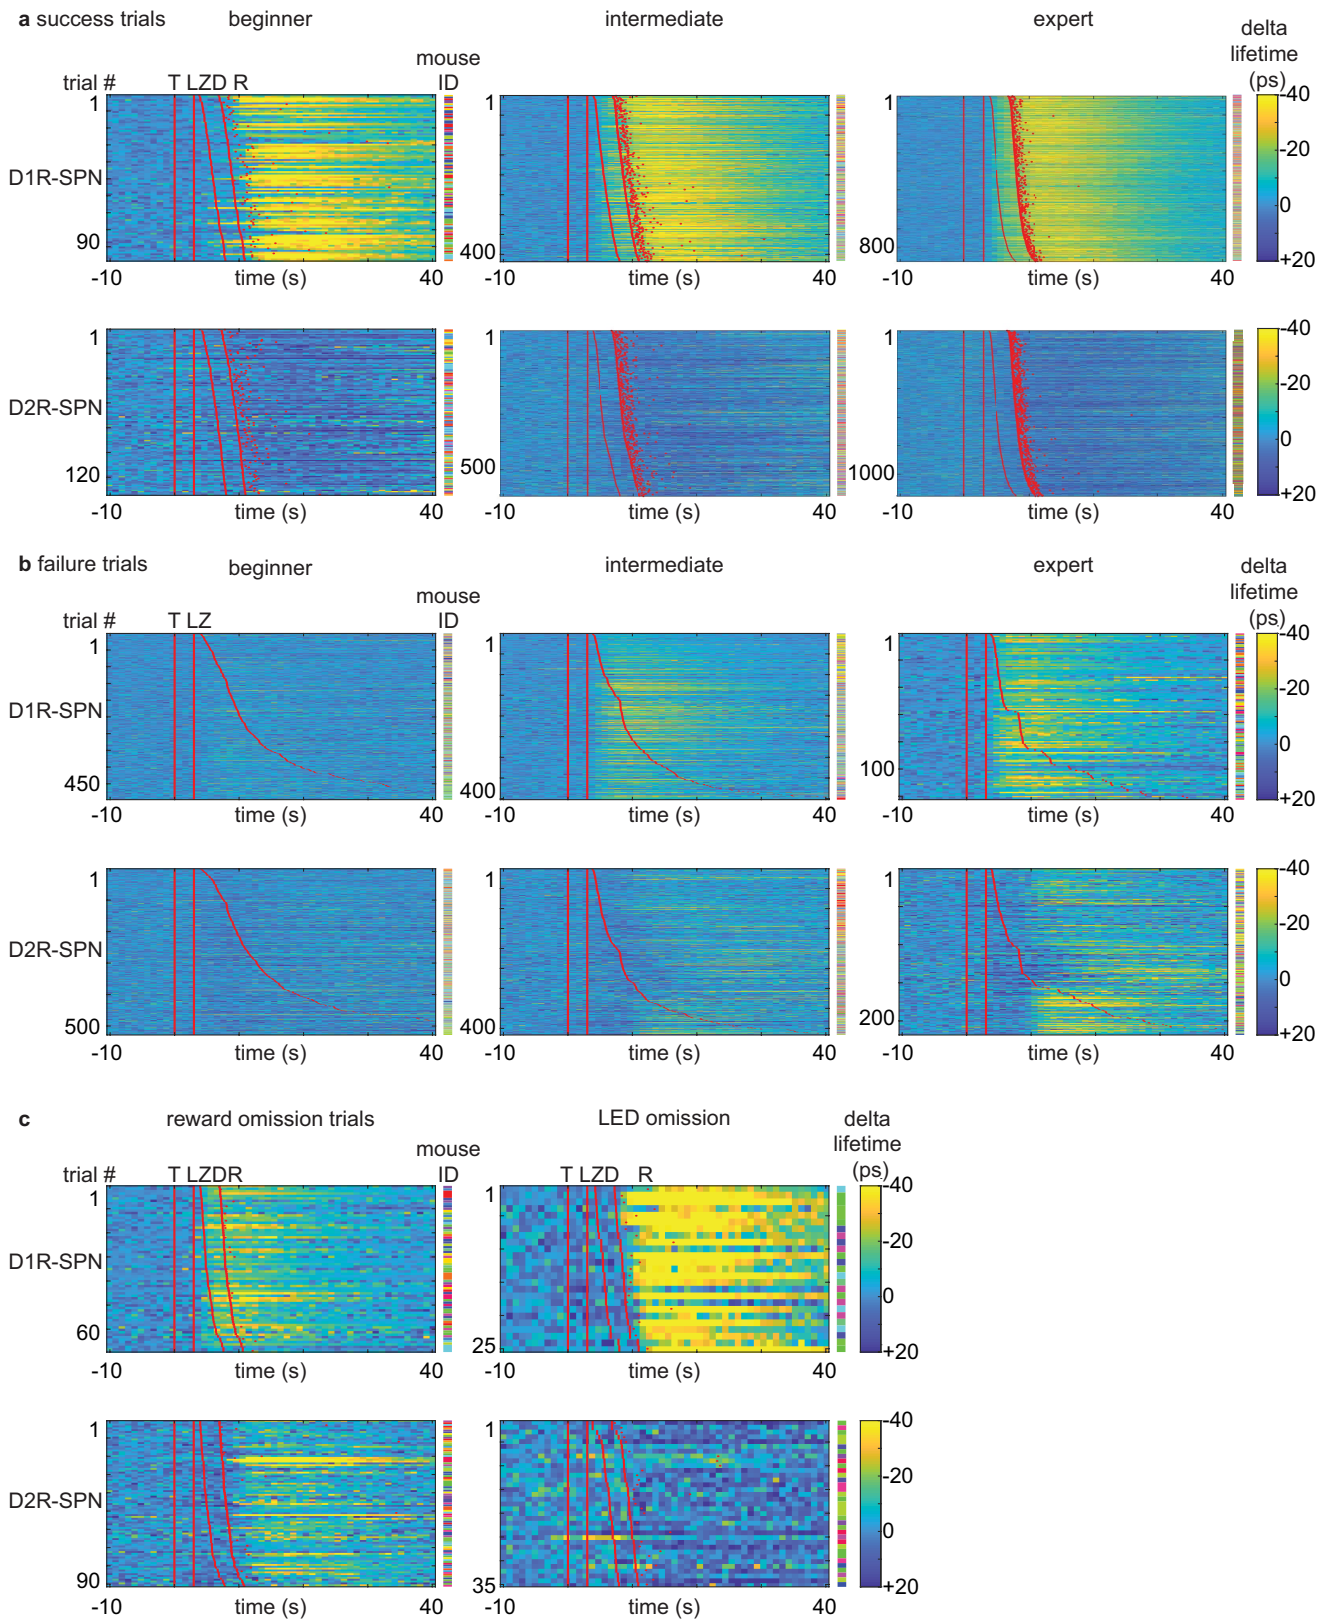 a success trials beginner intermediate expert delta lifetime (ps)
trial # T LZD R mouse ID
D1R-SPN
1 90 -10 time (s) 40
1 400 -10 time (s) 40
1 800 -10 time (s) 40
-40 -20 0 +20
D2R-SPN
1 120 -10 time (s) 40
1 500 -10 time (s) 40
1 1000 -10 time (s) 40
-40 -20 0 +20
b failure trials beginner intermediate expert delta lifetime (ps)
trial # T LZ mouse ID
D1R-SPN
1 450 -10 time (s) 40
1 400 -10 time (s) 40
1 100 -10 time (s) 40
-40 -20 0 +20
D2R-SPN
1 500 -10 time (s) 40
1 400 -10 time (s) 40
1 200 -10 time (s) 40
-40 -20 0 +20
c reward omission trials LED omission delta lifetime (ps)
trial # T LZDR mouse ID T LZD R
D1R-SPN
1 60 -10 time (s) 40
1 25 -10 time (s) 40
-40 -20 0 +20
D2R-SPN
1 90 -10 time (s) 40
1 35 -10 time (s) 40
-40 -20 0 +20